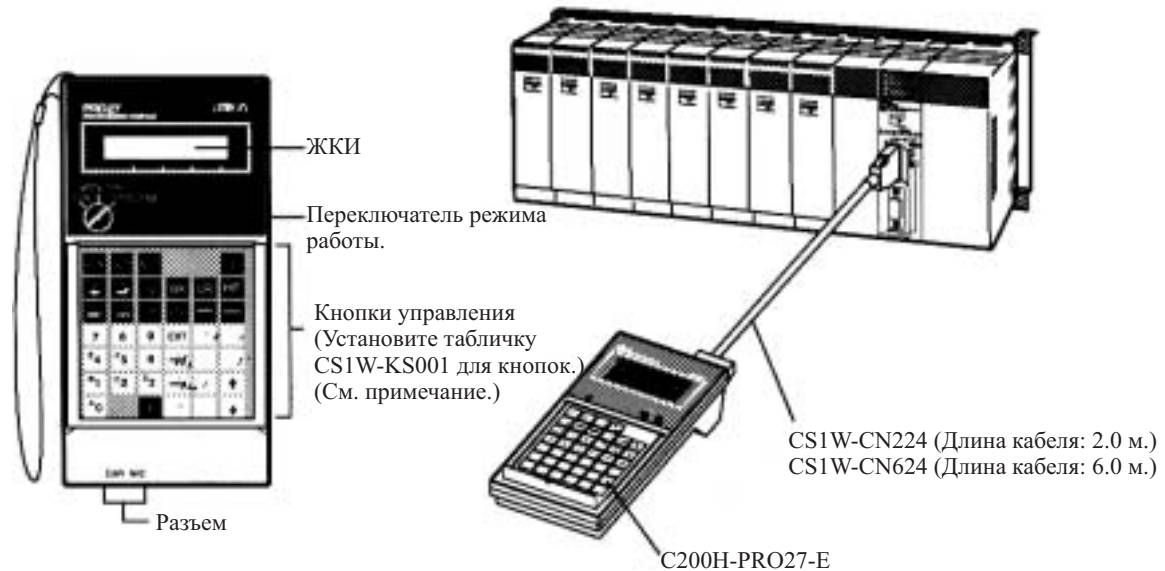 ЖКИ
Переключатель режима
работы.
Кнопки управления
(Установите табличку
CS1W-KS001 для кнопок.)
(См. примечание.)
Разъем
CS1W-CN224 (Длина кабеля: 2.0 м.)
CS1W-CN624 (Длина кабеля: 6.0 м.)
C200H-PRO27-E